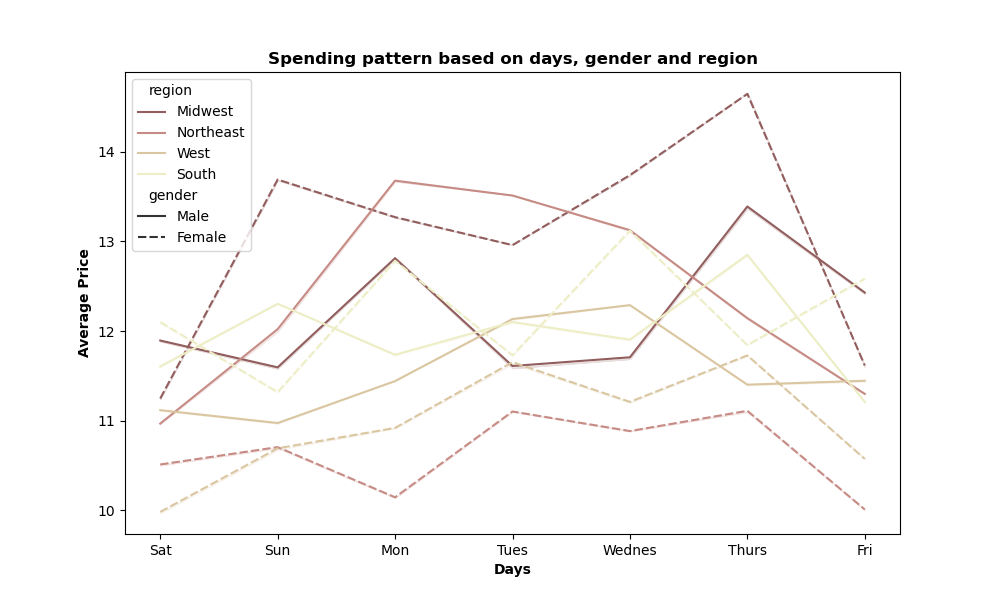 Spending pattern based on days, gender and region
region
Midwest
Northeast
West
South
gender
Male
Female
Average Price
14
13
12
11
10
Sat Sun Mon Tues Wednes Thurs Fri
Days